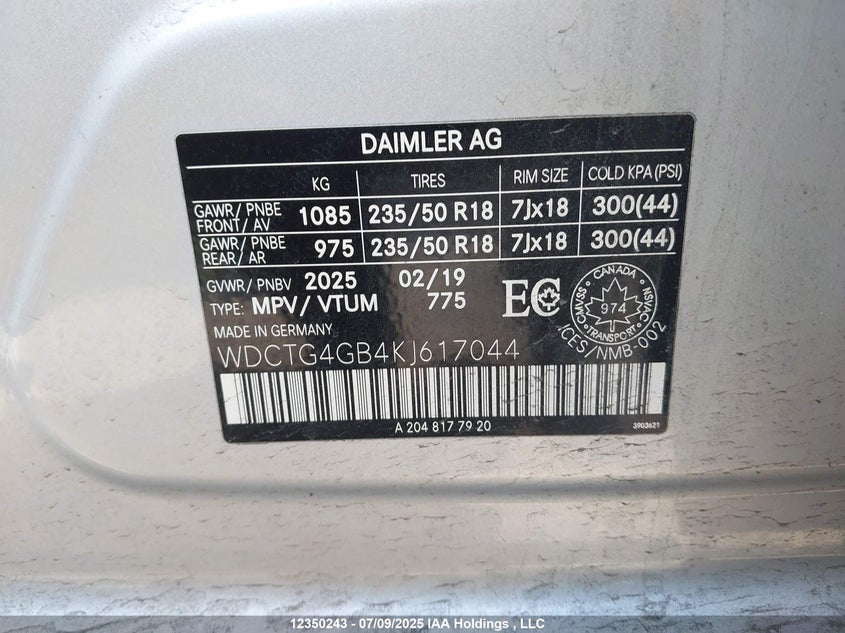 DAIMLER AG
KG TIRES RIM SIZE COLD KPA (PSI)
GAWR/ PNBE FRONT/ AV 1085 235/50 R18 7Jx18 300(44)
GAWR/ PNBE REAR/ AR 975 235/50 R18 7Jx18 300(44)
GVWR/ PNBV 2025 02/19
TYPE: MPV/ VTUM 775
EC
CANADA
CMVSS
NSVAC
974
TRANSPORT
ICES/NMB-002
MADE IN GERMANY
WDCTG4GB4KJ617044
A 204 817 79 20
3903621
12350243 - 07/09/2025 IAA Holdings , LLC